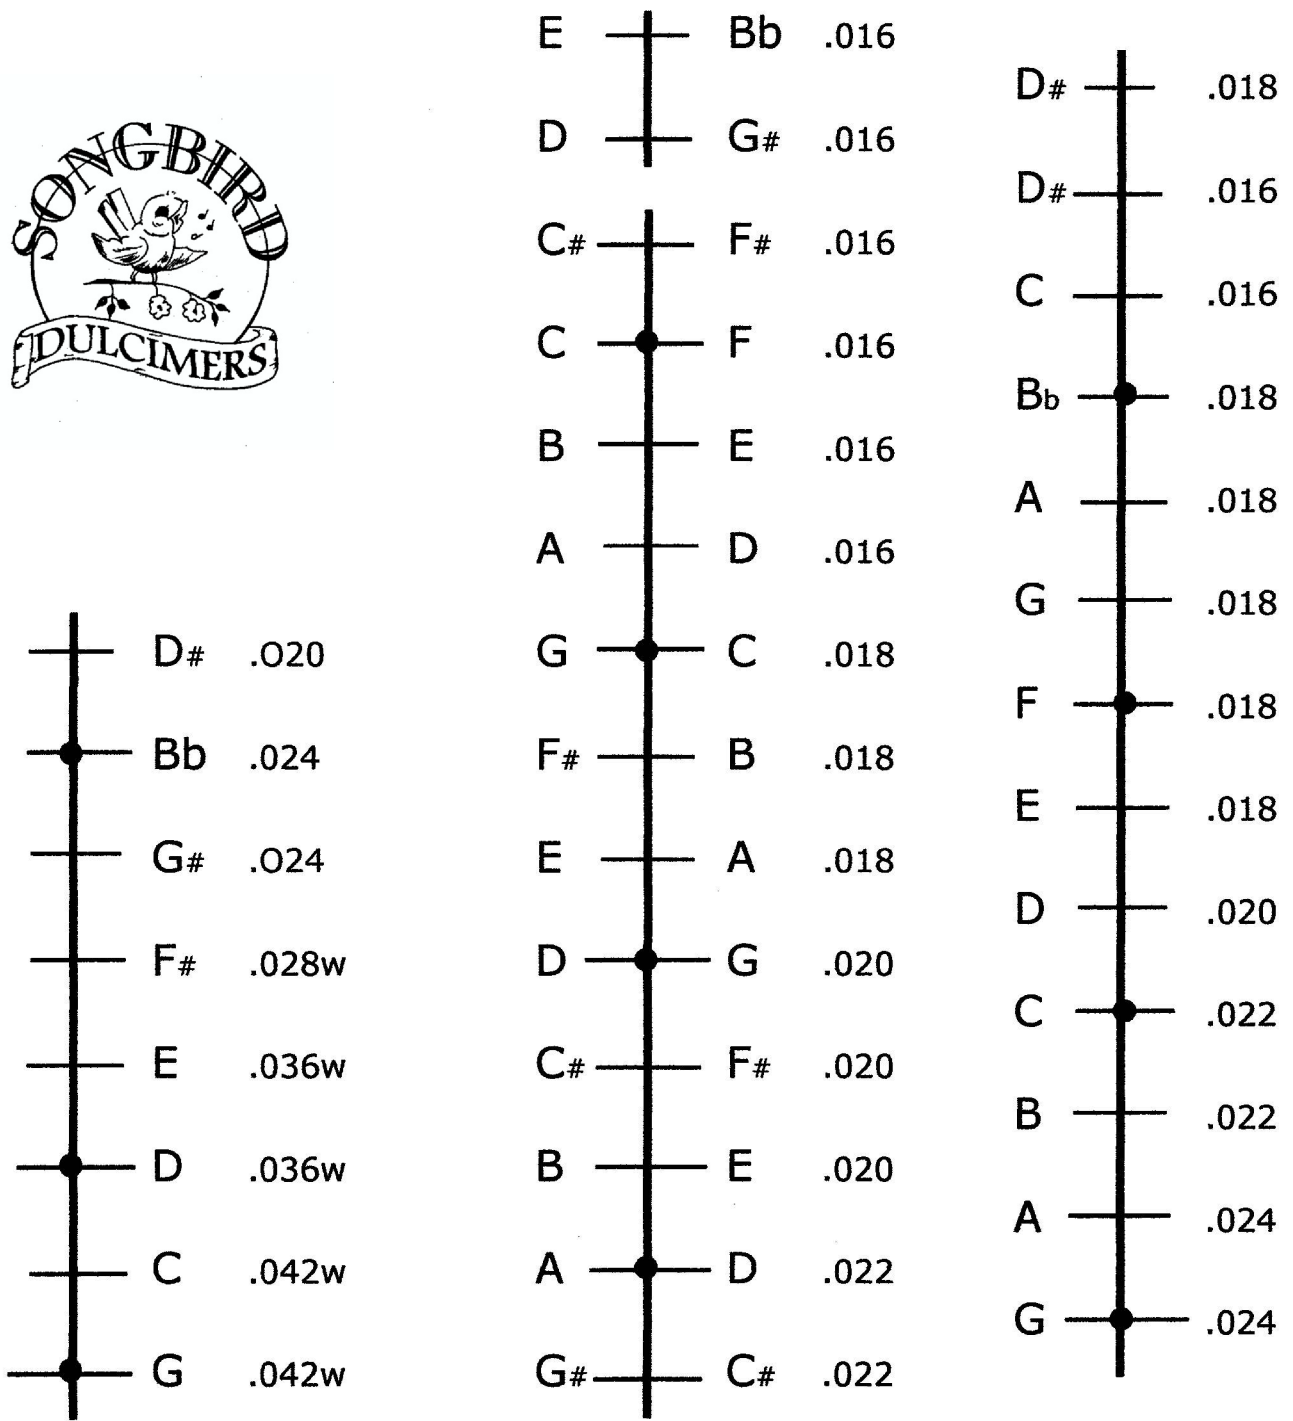 SONGBIRD
DULCIMERS
D# .O20
Bb .024
G# .O24
F# .028w
E .036w
D .036w
C .042w
G .042w
E Bb .016
D G# .016
C# F# .016
C F .016
B E .016
A D .016
G C .018
F# B .018
E A .018
D G .020
C# F# .020
B E .020
A D .022
G# C# .022
D# .018
D# .016
C .016
Bb .018
A .018
G .018
F .018
E .018
D .020
C .022
B .022
A .024
G .024